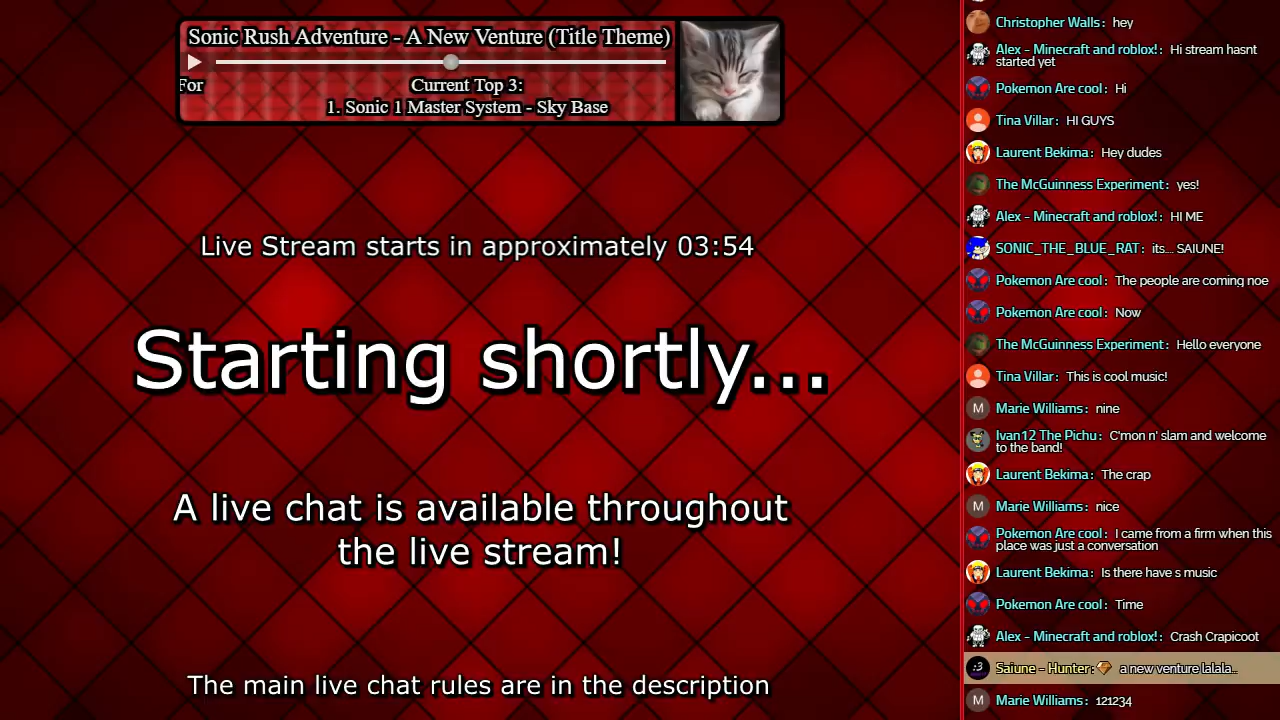 Sonic Rush Adventure - A New Venture (Title Theme)
For
Current Top 3:
1. Sonic 1 Master System - Sky Base
Live Stream starts in approximately 03:54
Starting shortly...
A live chat is available throughout
the live stream!
The main live chat rules are in the description
Christopher Walls: hey
Alex - Minecraft and roblox!: Hi stream hasnt
started yet
Pokemon Are cool: Hi
Tina Villar: HI GUYS
Laurent Bekima: Hey dudes
The McGuinness Experiment: yes!
Alex - Minecraft and roblox!: HI ME
SONIC_THE_BLUE_RAT: its.... SAIUNE!
Pokemon Are cool: The people are coming noe
Pokemon Are cool: Now
The McGuinness Experiment: Hello everyone
Tina Villar: This is cool music!
M Marie Williams: nine
Ivan12 The Pichu: C'mon n' slam and welcome
to the band!
Laurent Bekima: The crap
M Marie Williams: nice
Pokemon Are cool: I came from a firm when this
place was just a conversation
Laurent Bekima: Is there have s music
Pokemon Are cool: Time
Alex - Minecraft and roblox!: Crash Crapicoot
:3 Saiune - Hunter: a new venture lalala...
M Marie Williams: 121234